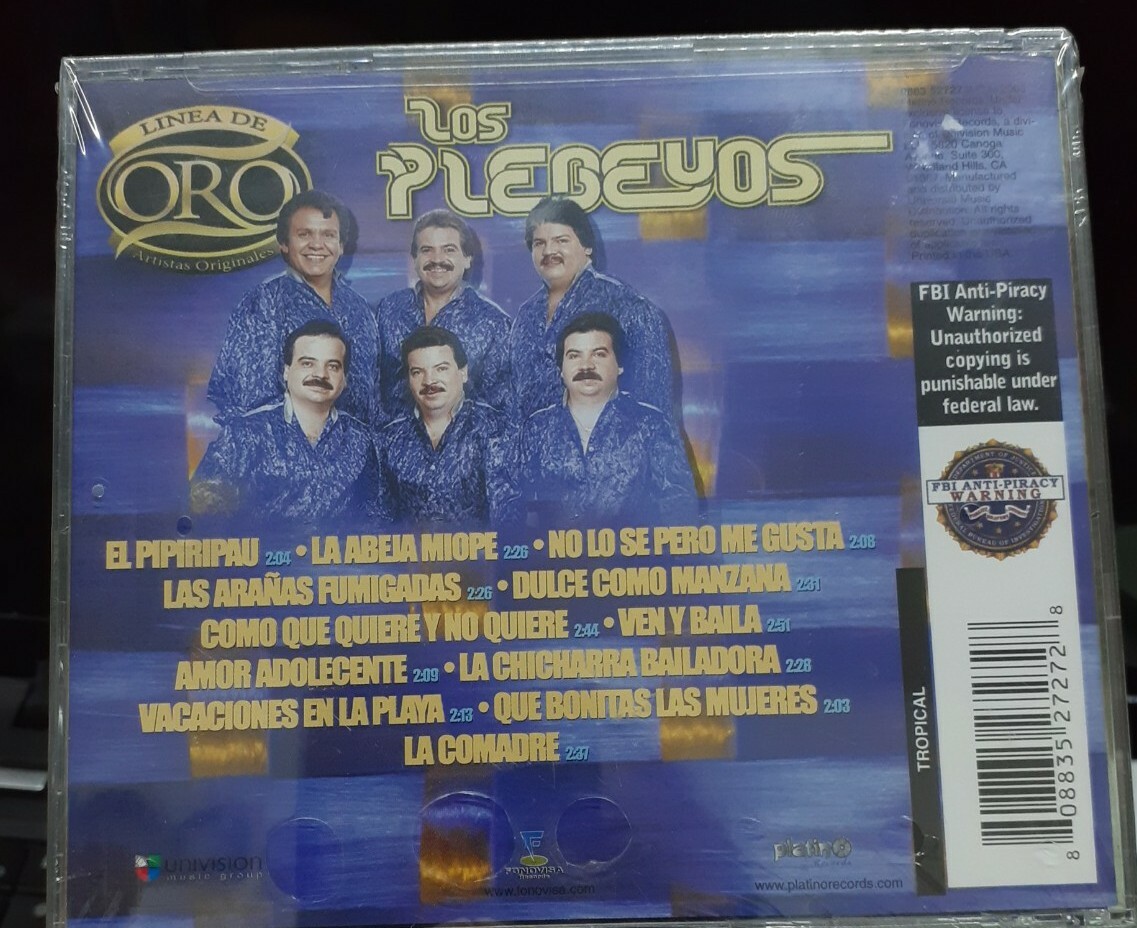 LINEA DE
ORO
Artistas Originales
LOS
PLEBEYOS
FBI Anti-Piracy
Warning:
Unauthorized
copying is
punishable under
federal law.
FBI ANTI-PIRACY
WARNING
EL PIPIRIPAU 2:04 • LA ABEJA MIOPE 2:26 • NO LO SE PERO ME GUSTA 2:08
LAS ARAÑAS FUMIGADAS 2:26 • DULCE COMO MANZANA 2:31
COMO QUE QUIERE Y NO QUIERE 2:44 • VEN Y BAILA 2:51
AMOR ADOLECENTE 2:09 • LA CHICHARRA BAILADORA 2:28
VACACIONES EN LA PLAYA 2:13 • QUE BONITAS LAS MUJERES 2:03
LA COMADRE 2:37
TROPICAL
8 08835 27272 8
univision
music group
FONOVISA
Records
www.fonovisa.com
platino
Records
www.platinorecords.com